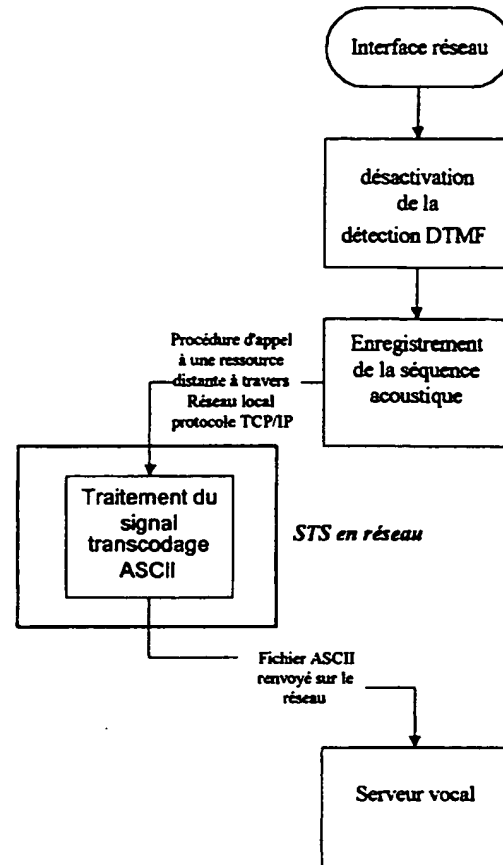 Interface réseau
désactivation
de la
détection DTMF
Enregistrement
de la séquence
acoustique
Procédure d'appel
à une ressource
distante à travers
Réseau local
protocole TCP/IP
Traitement du
signal
transcodage
ASCII
STS en réseau
Fichier ASCII
renvoyé sur le
réseau
Serveur vocal